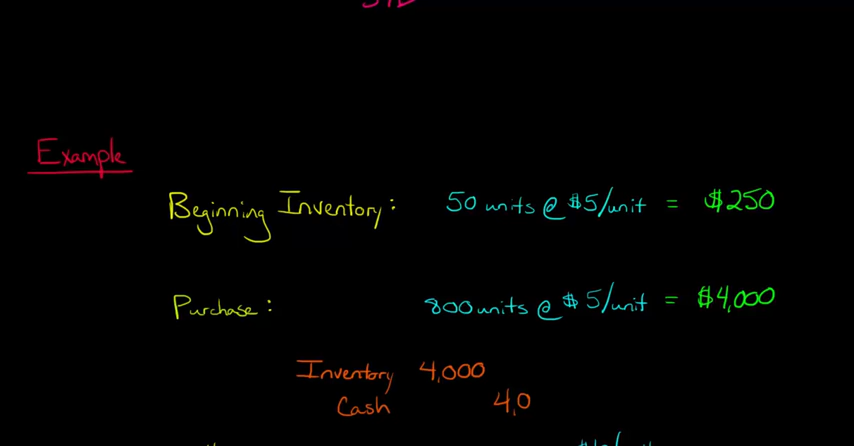 Example
Beginning Inventory: 50 units @ $5/unit = $250
Purchase: 800 units @ $5/unit = $4,000
Inventory 4,000
Cash 4,0